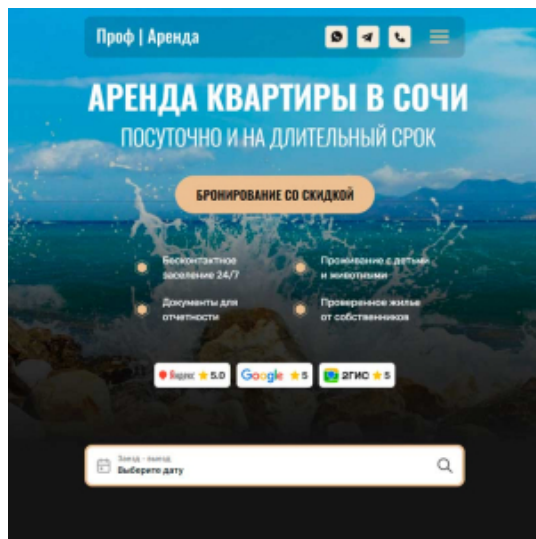 Проф | Аренда
АРЕНДА КВАРТИРЫ В СОЧИ
ПОСУТОЧНО И НА ДЛИТЕЛЬНЫЙ СРОК
БРОНИРОВАНИЕ СО СКИДКОЙ
Бесконтактное
заселение 24/7
Проживание с детьми
и животными
Документы для
отчетности
Проверенное жилье
от собственников
Яндекс 5.0
Google 5
2ГИС 5
Заезд - выезд
Выберите дату